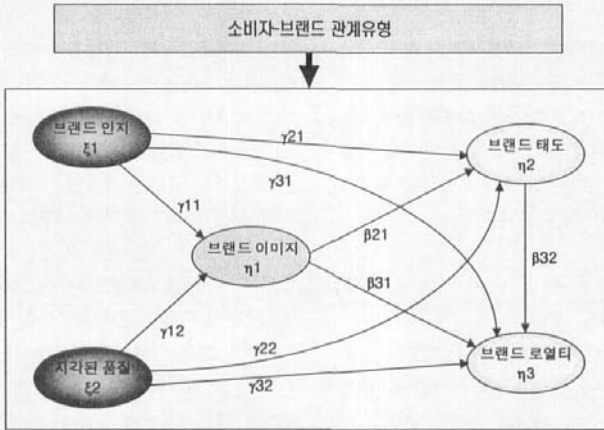 소비자-브랜드 관계유형
브랜드 인지
ξ1
γ21
브랜드 태도
η2
γ31
γ11
브랜드 이미지
η1
β21
β32
β31
γ12
γ22
지각된 품질
ξ2
γ32
브랜드 로열티
η3